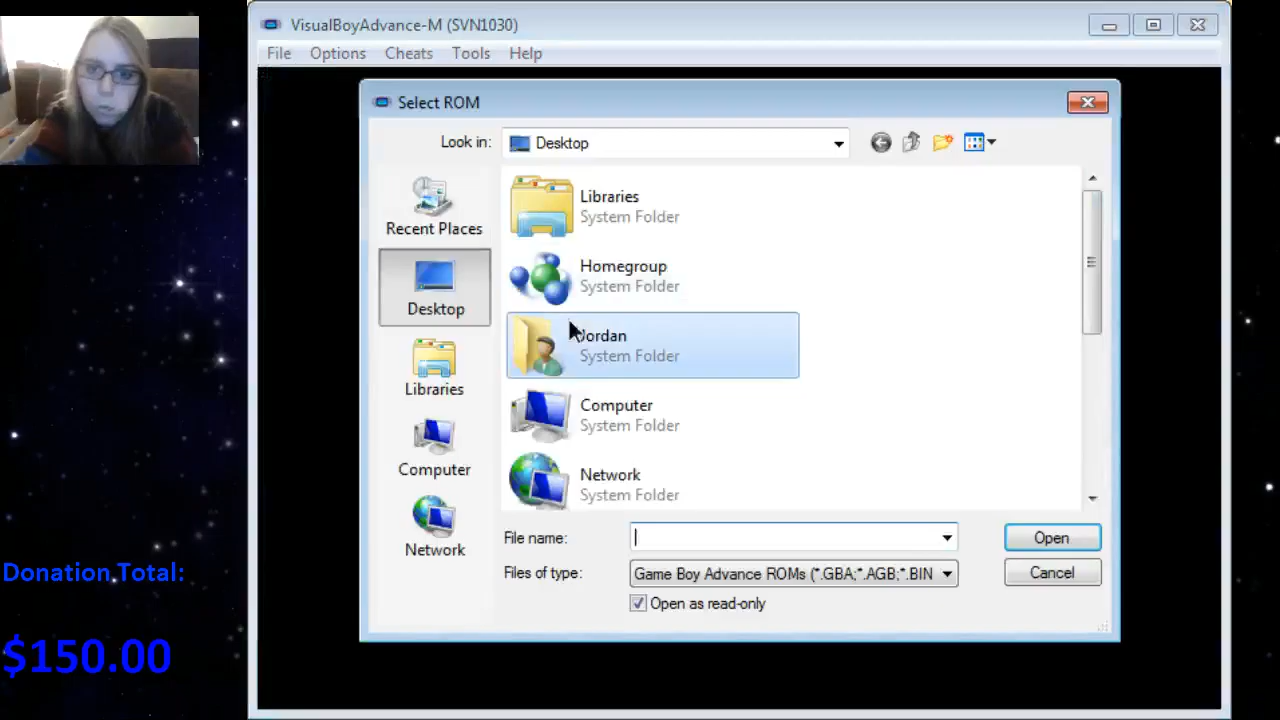 VisualBoyAdvance-M (SVN1030)
File Options Cheats Tools Help
Select ROM
Look in: Desktop
Recent Places
Desktop
Libraries
Computer
Network
Libraries
System Folder
Homegroup
System Folder
Jordan
System Folder
Computer
System Folder
Network
System Folder
File name: Open
Files of type: Game Boy Advance ROMs (*.GBA;*.AGB;*.BIN Cancel
Open as read-only
Donation Total:
$150.00